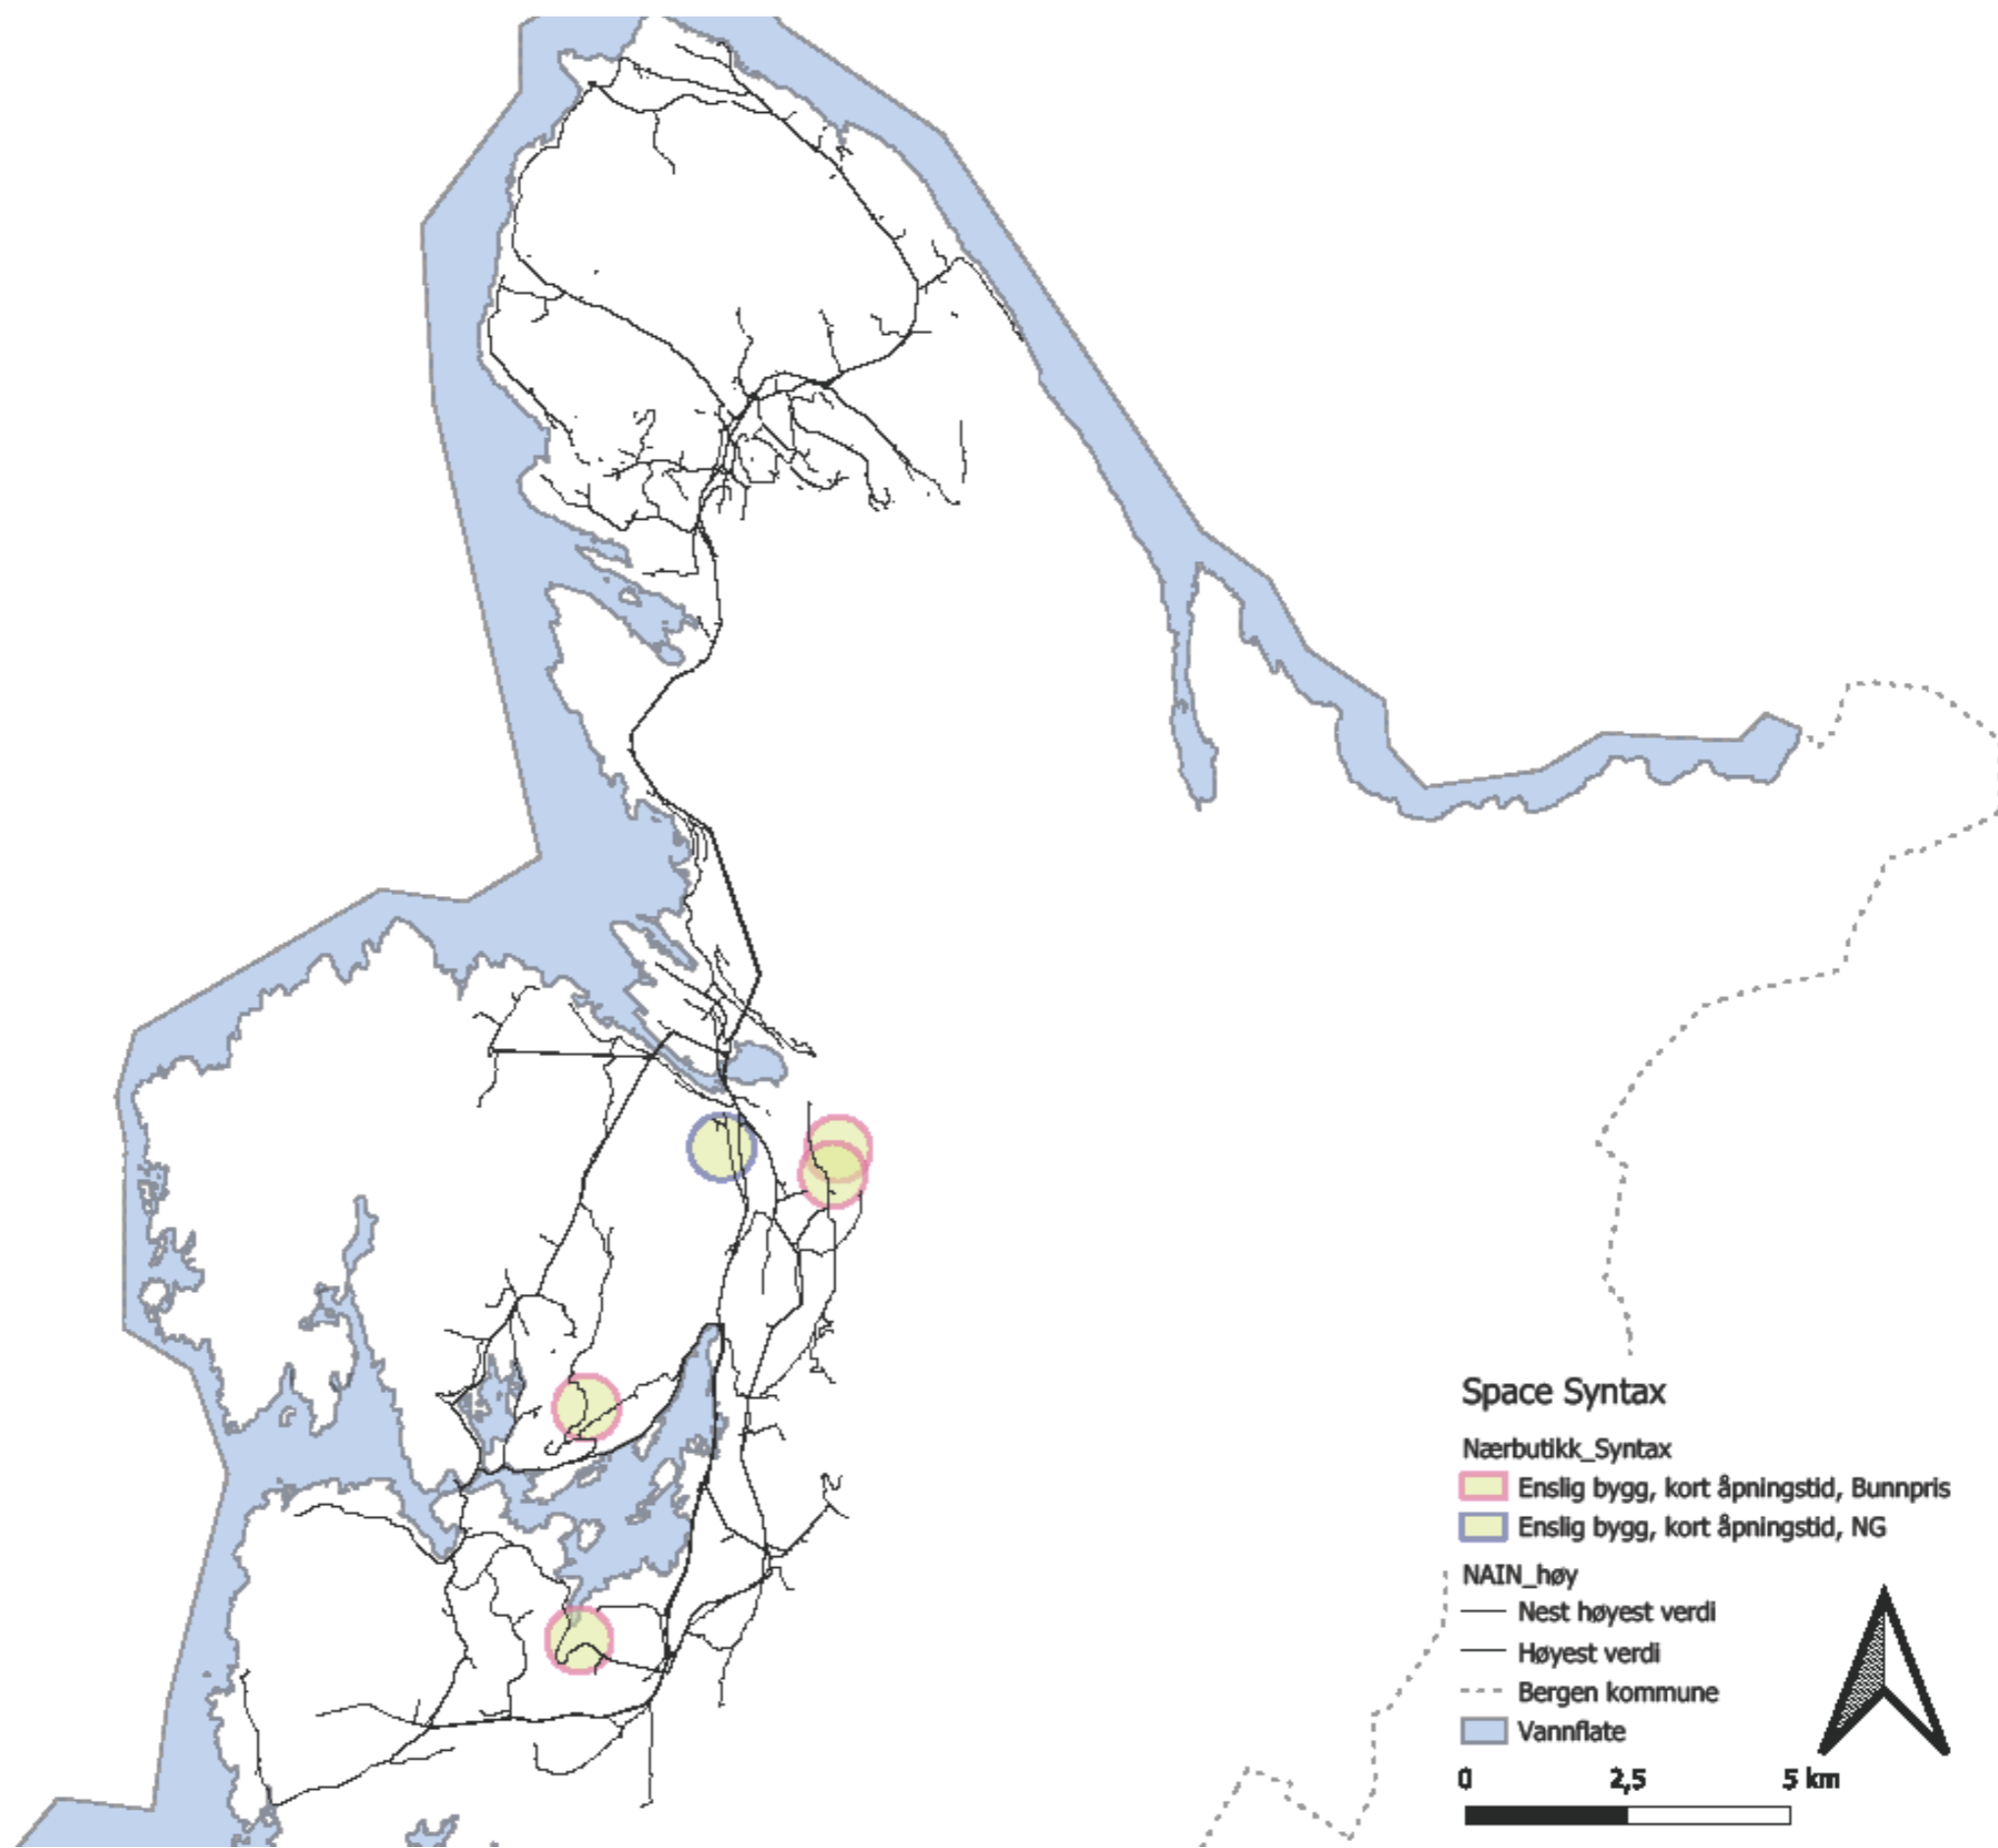 Space Syntax
Nærbutikk_Syntax
Enslig bygg, kort åpningstid, Bunnpris
Enslig bygg, kort åpningstid, NG
NAIN_høy
Nest høyest verdi
Høyest verdi
Bergen kommune
Vannflate
0 2,5 5 km